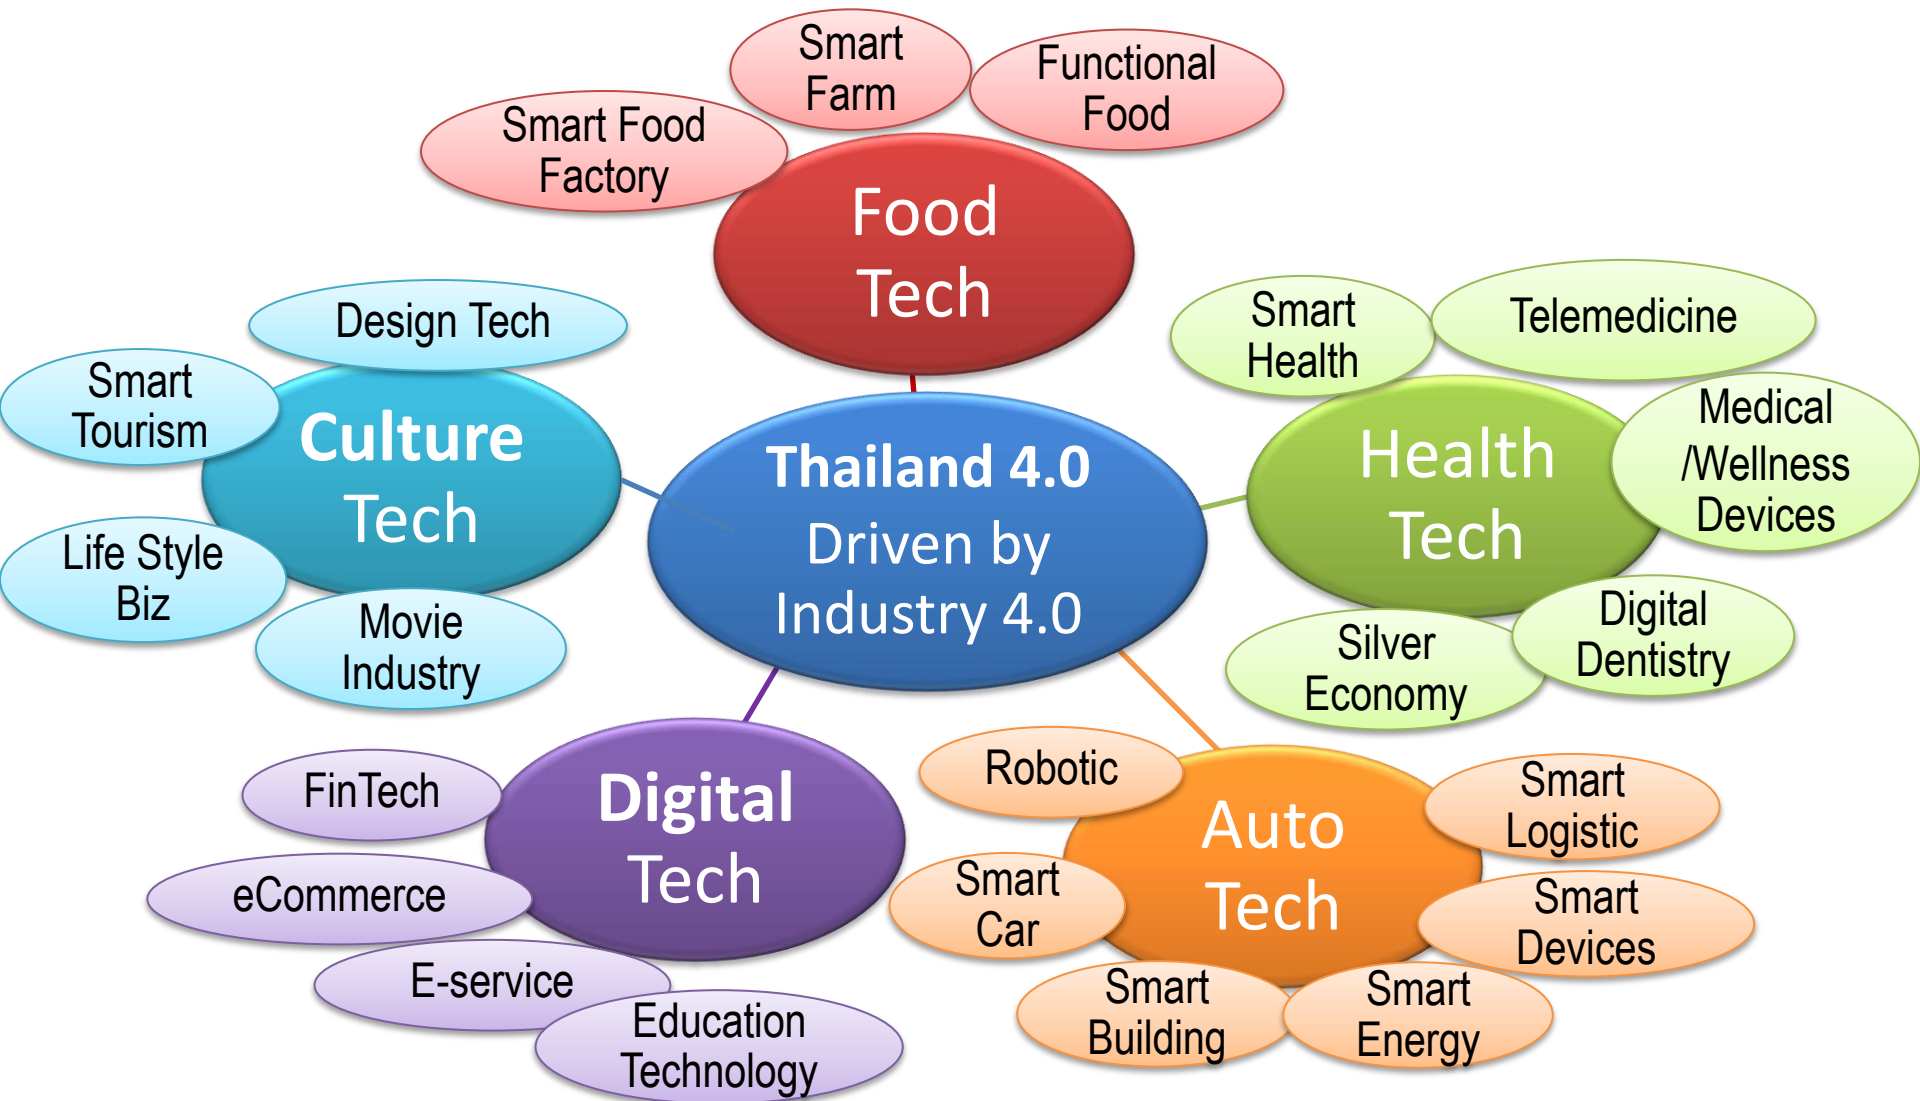 Smart
Farm
Functional
Food
Smart Food
Factory
Food
Tech
Design Tech
Smart
Tourism
Culture
Tech
Life Style
Biz
Movie
Industry
Thailand 4.0
Driven by
Industry 4.0
Smart
Health
Telemedicine
Medical
/Wellness
Devices
Health
Tech
Digital
Dentistry
Silver
Economy
FinTech
Digital
Tech
eCommerce
E-service
Education
Technology
Robotic
Auto
Tech
Smart
Logistic
Smart
Car
Smart
Devices
Smart
Building
Smart
Energy